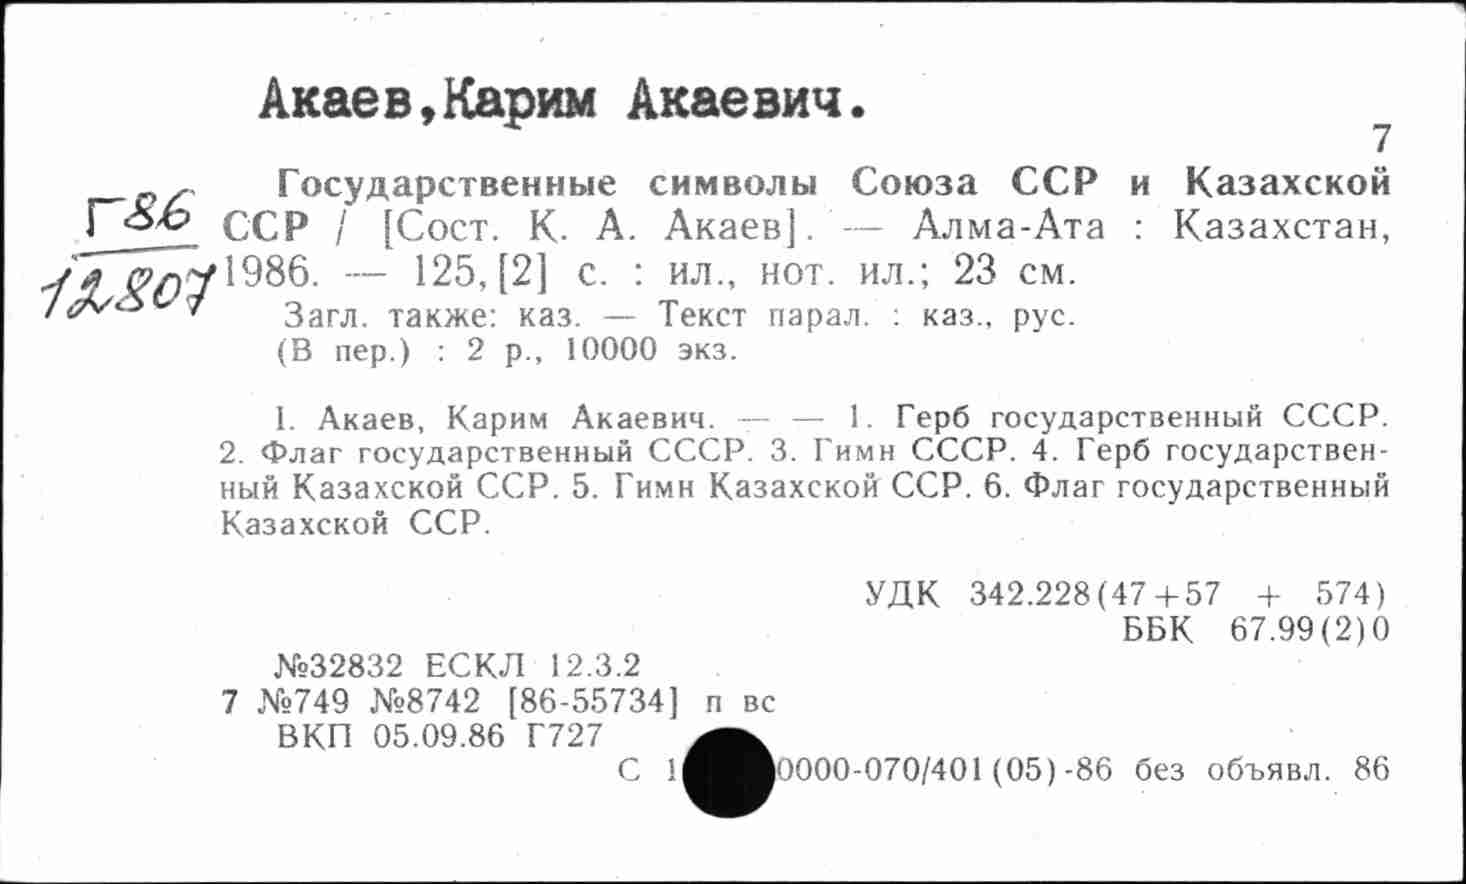 Акаев,Карим Акаевич.
7
Государственные символы Союза ССР и Казахской
Г86 ССР / [Сост. К. А. Акаев]. — Алма-Ата : Казахстан,
12807 1986. — 125, [2] с. : ил., нот. ил.; 23 см.
Загл. также: каз. — Текст парал. : каз., рус.
(В пер.) : 2 р., 10000 экз.
I. Акаев, Карим Акаевич. — — 1. Герб государственный СССР.
2. Флаг государственный СССР. 3. Гимн СССР. 4. Герб государствен-
ный Казахской ССР. 5. Гимн Казахской ССР. 6. Флаг государственный
Казахской ССР.
УДК 342.228(47+57 + 574)
ББК 67.99(2)0
№32832 ЕСКЛ 12.3.2
7 №749 №8742 [86-55734] п вс
ВКП 05.09.86 Г727
С 1 0000-070/401(05)-86 без объявл. 86